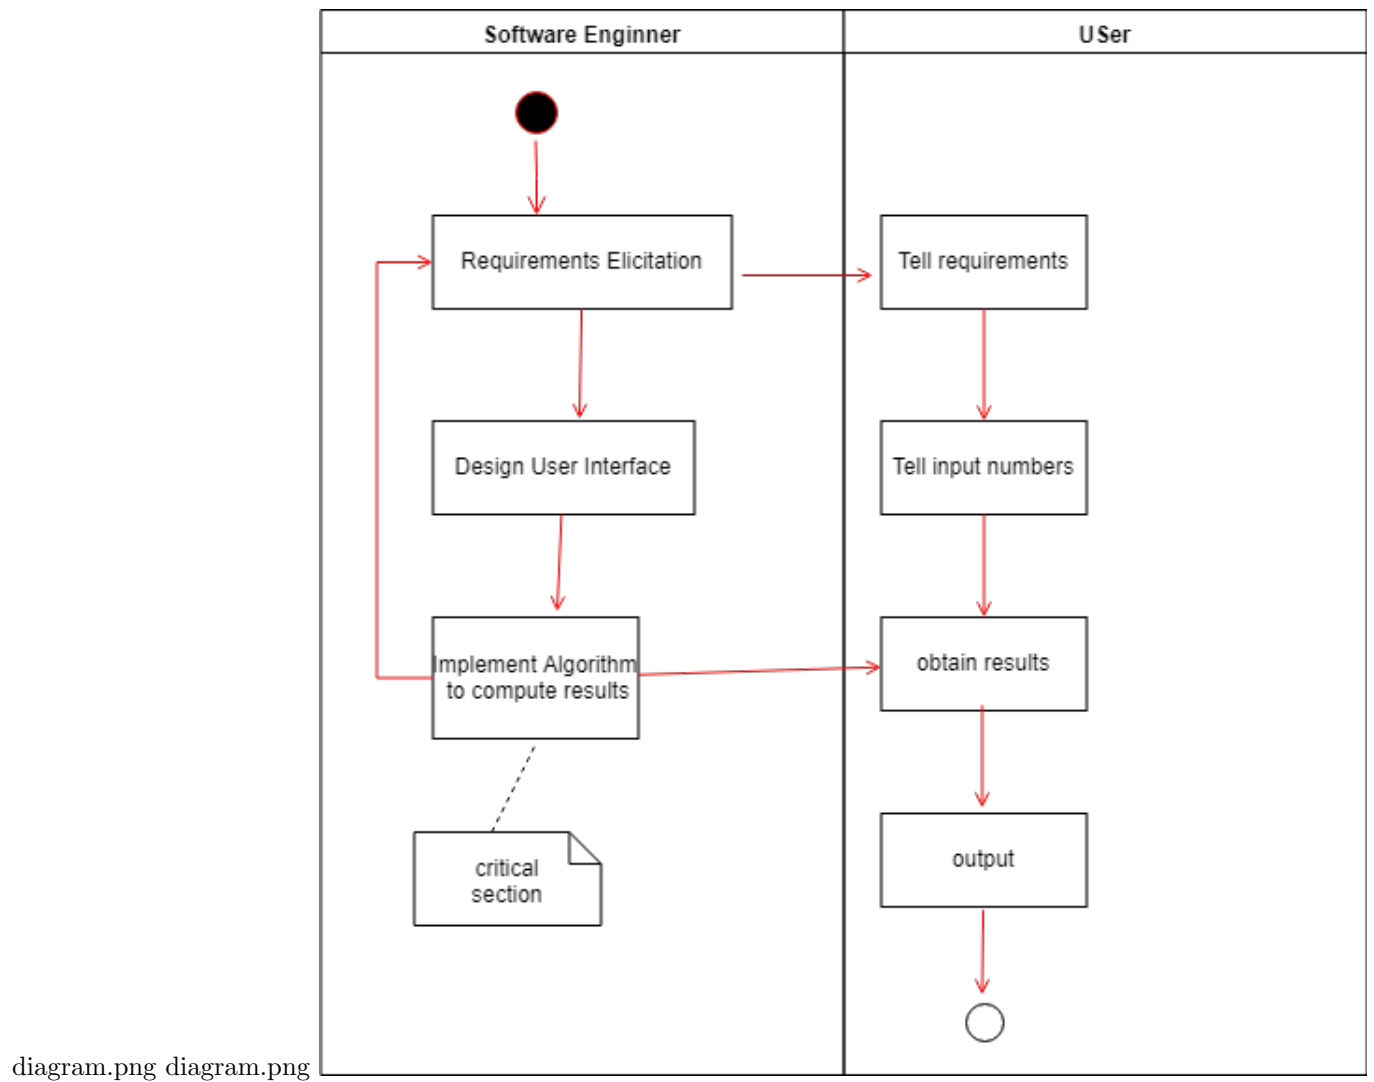 Software Enginner
USer
Requirements Elicitation
Tell requirements
Design User Interface
Tell input numbers
Implement Algorithm
to compute results
obtain results
critical
section
output
diagram.png diagram.png